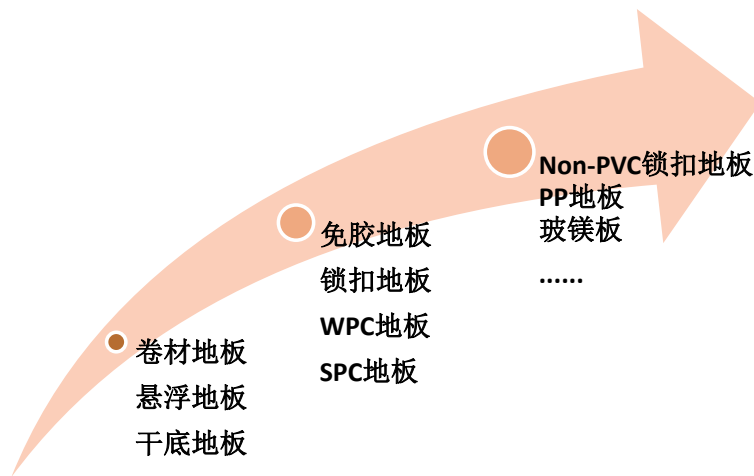 卷材地板
悬浮地板
干底地板
免胶地板
锁扣地板
WPC地板
SPC地板
Non-PVC锁扣地板
PP地板
玻镁板
......